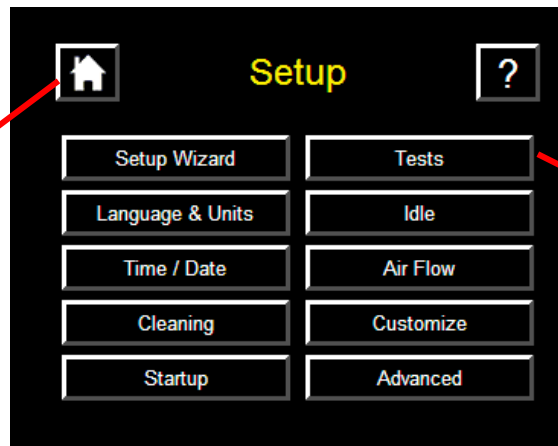 Setup ?
Setup Wizard Tests
Language & Units Idle
Time / Date Air Flow
Cleaning Customize
Startup Advanced